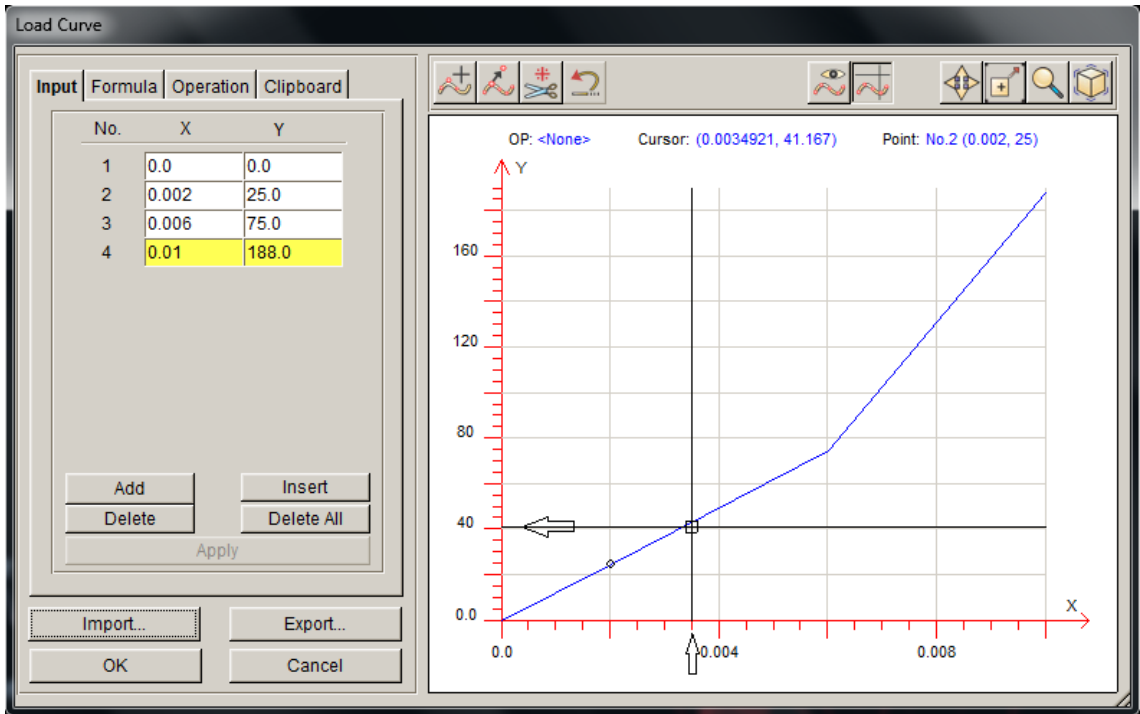 Load Curve
Input Formula Operation Clipboard
No. X Y
1 0.0 0.0
2 0.002 25.0
3 0.006 75.0
4 0.01 188.0
Add Insert
Delete Delete All
Apply
Import... Export...
OK Cancel
OP: <None> Cursor: (0.0034921, 41.167) Point: No.2 (0.002, 25)
Y
160
120
80
40
0.0
X
0.0 0.004 0.008